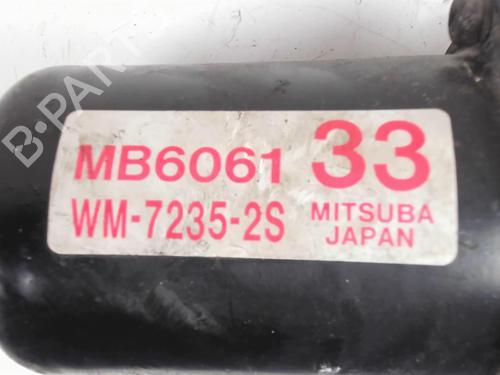 MB6061 33
WM-7235-2S MITSUBA
JAPAN
B-PARTS